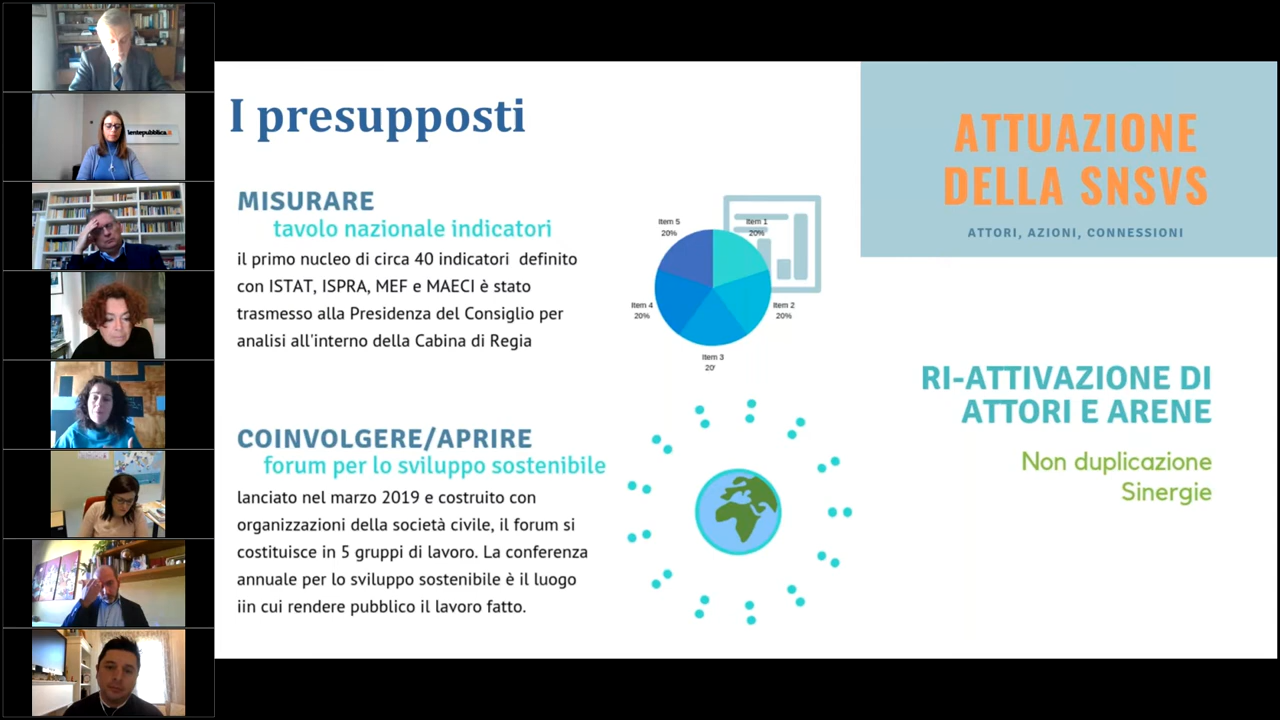 lentepubblica.it
I presupposti
MISURARE
tavolo nazionale indicatori
il primo nucleo di circa 40 indicatori definito
con ISTAT, ISPRA, MEF e MAECI è stato
trasmesso alla Presidenza del Consiglio per
analisi all'interno della Cabina di Regia
Item 5
20%
Item 1
20%
Item 4
20%
Item 2
20%
Item 3
20'
COINVOLGERE/APRIRE
forum per lo sviluppo sostenibile
lanciato nel marzo 2019 e costruito con
organizzazioni della società civile, il forum si
costituisce in 5 gruppi di lavoro. La conferenza
annuale per lo sviluppo sostenibile è il luogo
iin cui rendere pubblico il lavoro fatto.
ATTUAZIONE
DELLA SNSVS
ATTORI, AZIONI, CONNESSIONI
RI-ATTIVAZIONE DI
ATTORI E ARENE
Non duplicazione
Sinergie